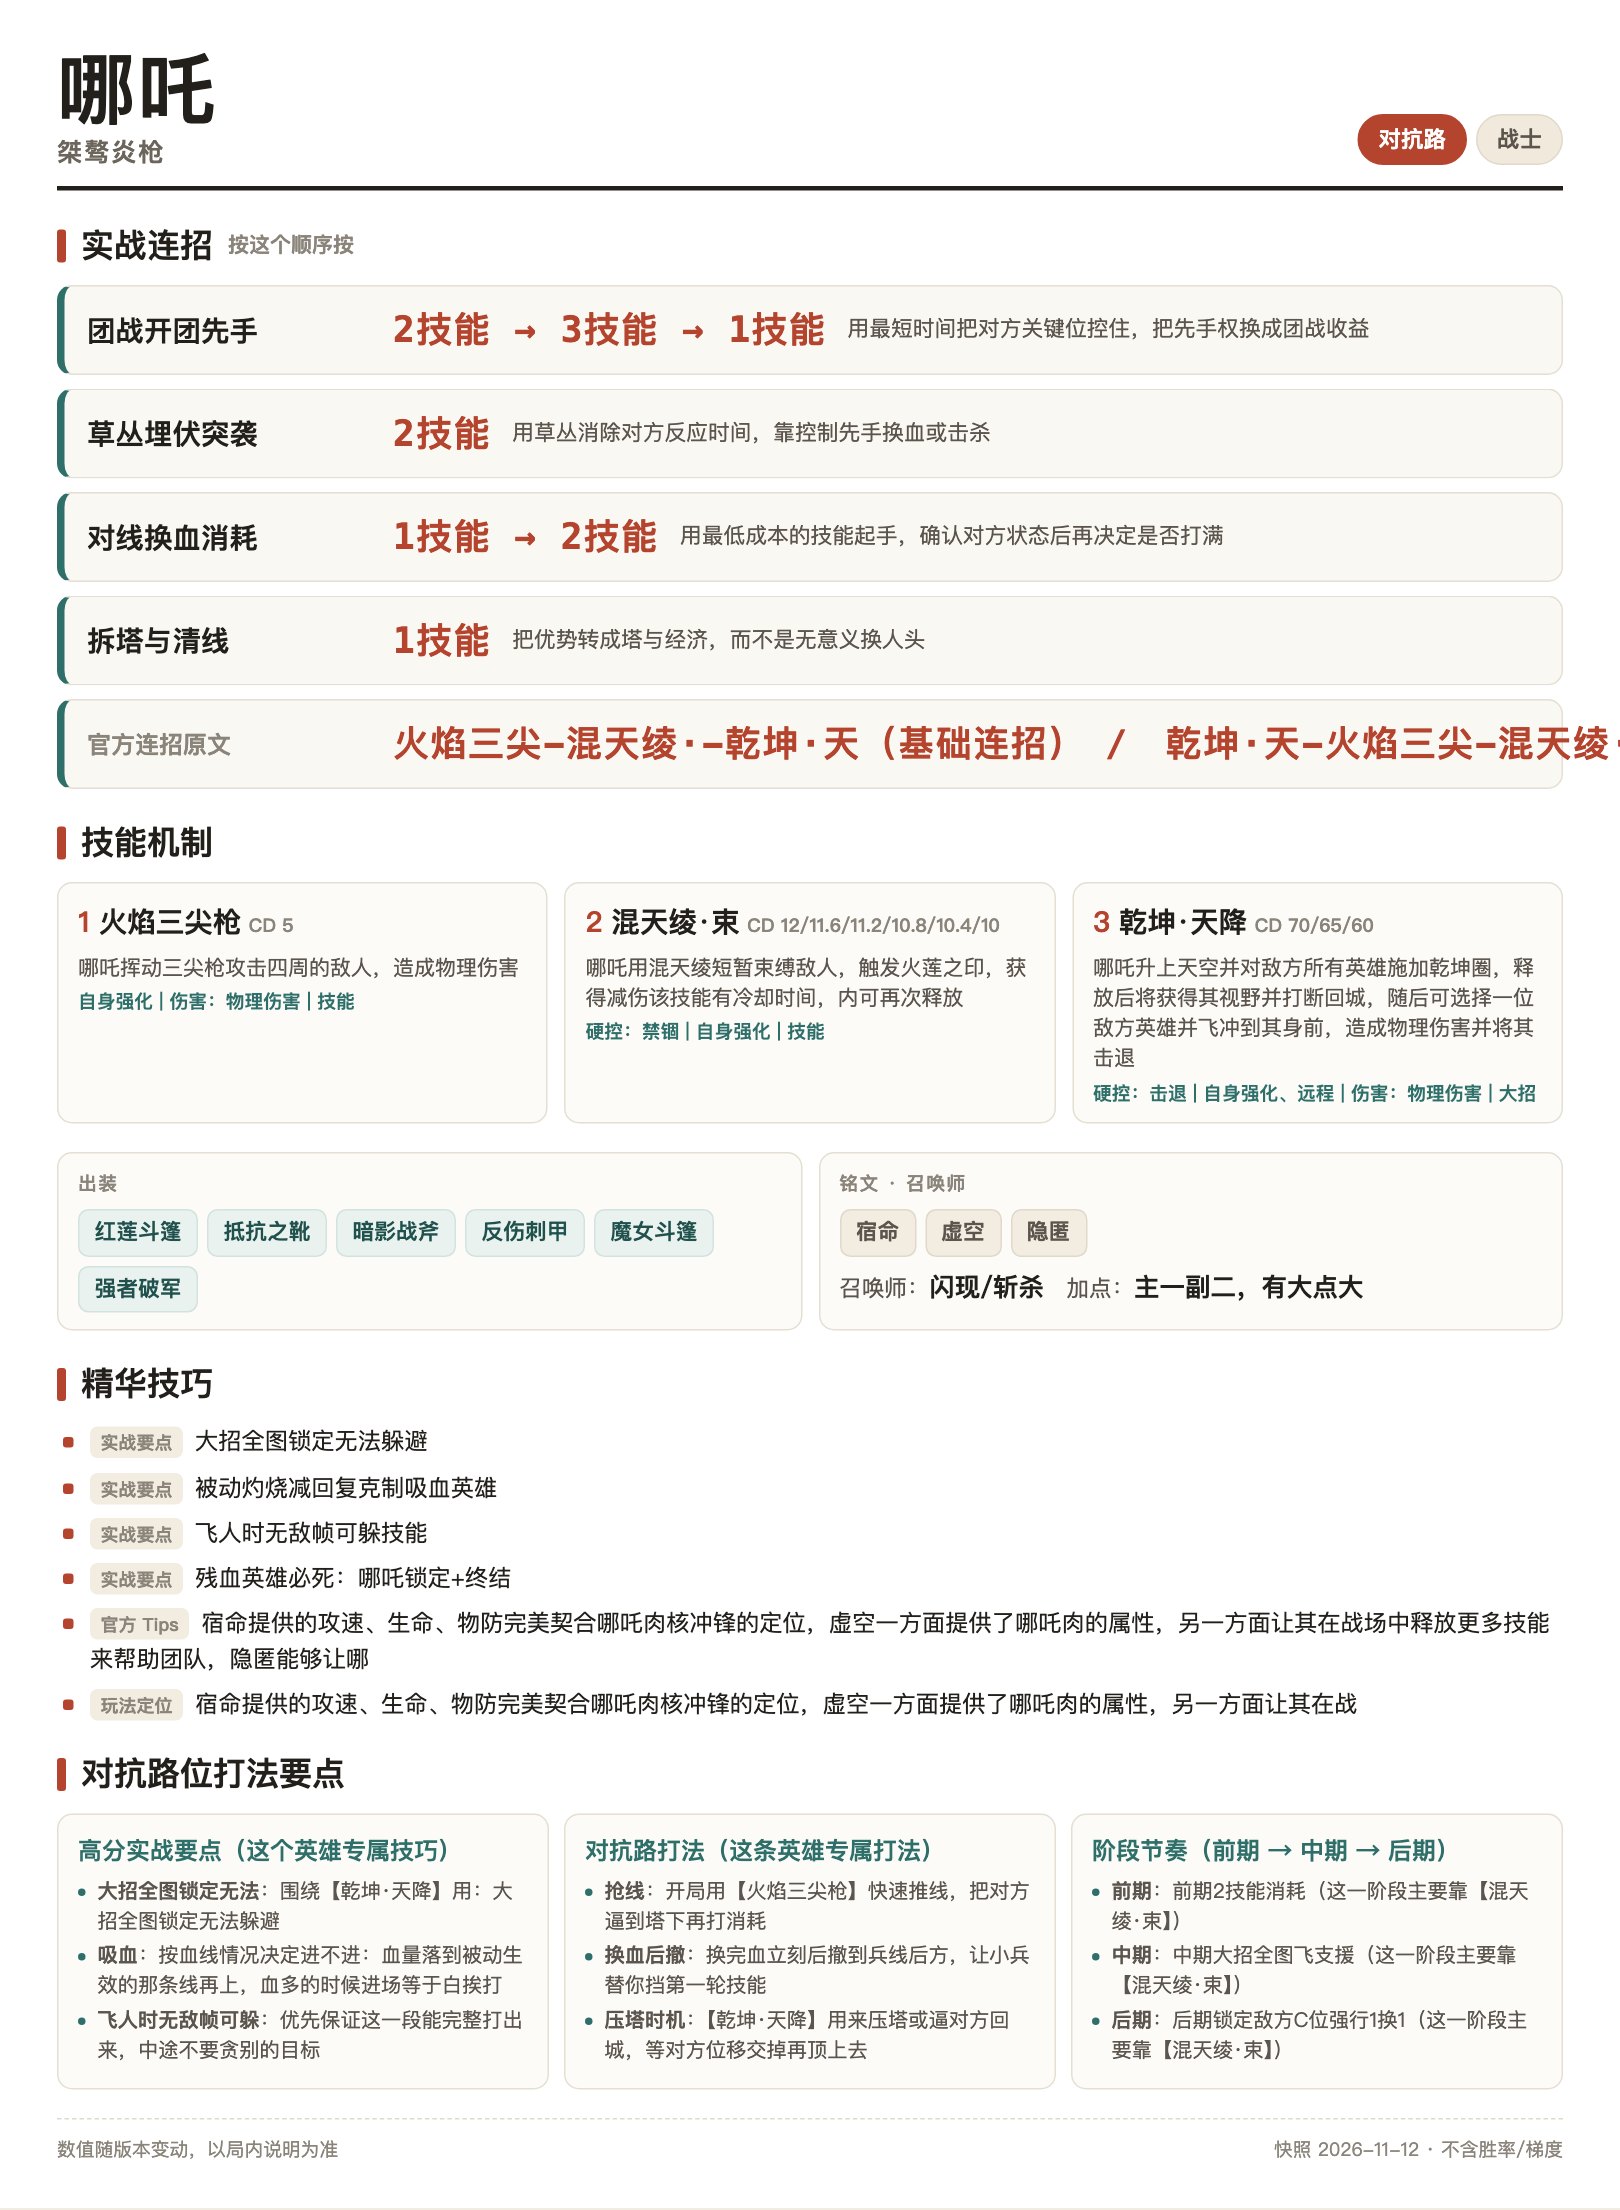 哪吒
桀骜炎枪
对抗路 战士
实战连招 按这个顺序按
团战开团先手 2技能 → 3技能 → 1技能 用最短时间把对方关键位控住，把先手权换成团战收益
草丛埋伏突袭 2技能 用草丛消除对方反应时间，靠控制先手换血或击杀
对线换血消耗 1技能 → 2技能 用最低成本的技能起手，确认对方状态后再决定是否打满
拆塔与清线 1技能 把优势转成塔与经济，而不是无意义换人头
官方连招原文 火焰三尖–混天绫·–乾坤·天（基础连招） / 乾坤·天–火焰三尖–混天绫·
技能机制
1 火焰三尖枪 CD 5
哪吒挥动三尖枪攻击四周的敌人，造成物理伤害
自身强化 | 伤害：物理伤害 | 技能
2 混天绫·束 CD 12/11.6/11.2/10.8/10.4/10
哪吒用混天绫短暂束缚敌人，触发火莲之印，获
得减伤该技能有冷却时间，内可再次释放
硬控：禁锢 | 自身强化 | 技能
3 乾坤·天降 CD 70/65/60
哪吒升上天空并对敌方所有英雄施加乾坤圈，释
放后将获得其视野并打断回城，随后可选择一位
敌方英雄并飞冲到其身前，造成物理伤害并将其
击退
硬控：击退 | 自身强化、远程 | 伤害：物理伤害 | 大招
出装
红莲斗篷 抵抗之靴 暗影战斧 反伤刺甲 魔女斗篷
强者破军
铭文 · 召唤师
宿命 虚空 隐匿
召唤师：闪现/斩杀 加点：主一副二，有大点大
精华技巧
实战要点 大招全图锁定无法躲避
实战要点 被动灼烧减回复克制吸血英雄
实战要点 飞人时无敌帧可躲技能
实战要点 残血英雄必死：哪吒锁定+终结
官方 Tips 宿命提供的攻速、生命、物防完美契合哪吒肉核冲锋的定位，虚空一方面提供了哪吒肉的属性，另一方面让其在战场中释放更多技能
来帮助团队，隐匿能够让哪
玩法定位 宿命提供的攻速、生命、物防完美契合哪吒肉核冲锋的定位，虚空一方面提供了哪吒肉的属性，另一方面让其在战
对抗路位打法要点
高分实战要点（这个英雄专属技巧）
大招全图锁定无法：围绕【乾坤·天降】用：大
招全图锁定无法躲避
吸血：按血线情况决定进不进：血量落到被动生
效的那条线再上，血多的时候进场等于白挨打
飞人时无敌帧可躲：优先保证这一段能完整打出
来，中途不要贪别的目标
对抗路打法（这条英雄专属打法）
抢线：开局用【火焰三尖枪】快速推线，把对方
逼到塔下再打消耗
换血后撤：换完血立刻后撤到兵线后方，让小兵
替你挡第一轮技能
压塔时机：【乾坤·天降】用来压塔或逼对方回
城，等对方位移交掉再顶上去
阶段节奏（前期 → 中期 → 后期）
前期：前期2技能消耗（这一阶段主要靠【混天
绫·束】）
中期：中期大招全图飞支援（这一阶段主要靠
【混天绫·束】）
后期：后期锁定敌方C位强行1换1（这一阶段主
要靠【混天绫·束】）
数值随版本变动，以局内说明为准
快照 2026–11–12 · 不含胜率/梯度